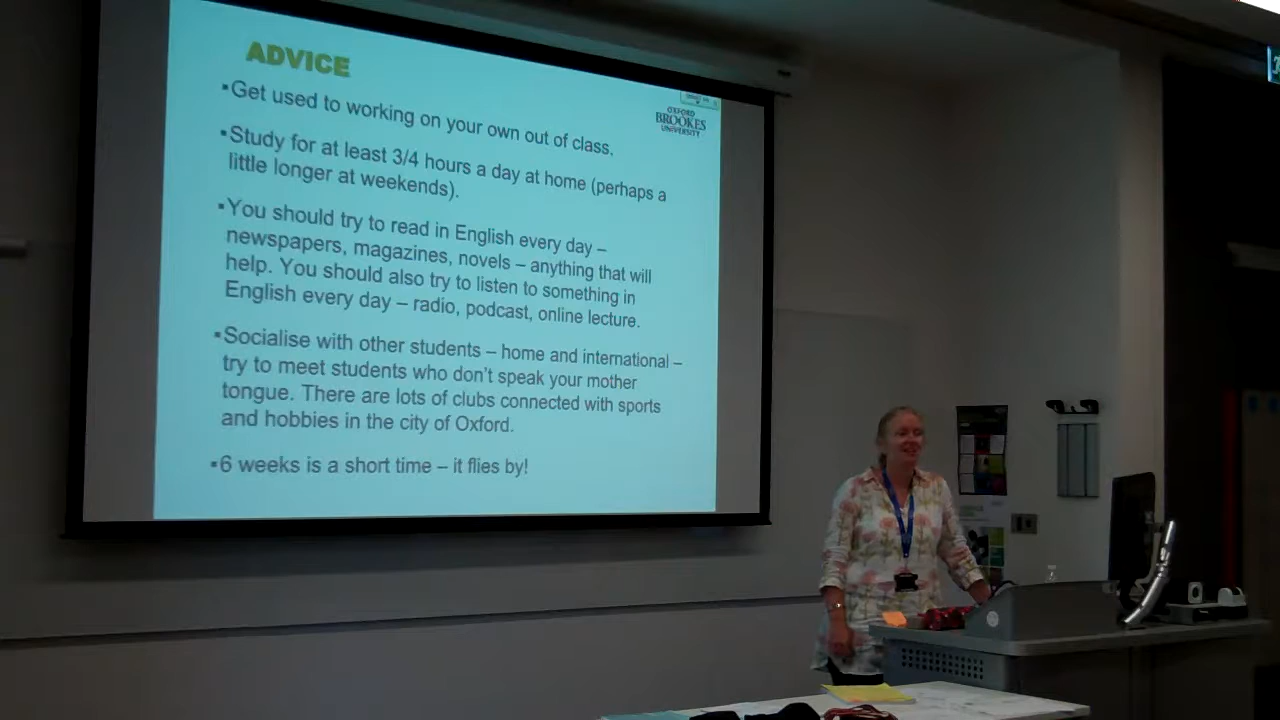 ADVICE
OXFORD
BROOKES
UNIVERSITY
▪Get used to working on your own out of class.
▪Study for at least 3/4 hours a day at home (perhaps a
little longer at weekends).
▪You should try to read in English every day –
newspapers, magazines, novels – anything that will
help. You should also try to listen to something in
English every day – radio, podcast, online lecture.
▪Socialise with other students – home and international –
try to meet students who don't speak your mother
tongue. There are lots of clubs connected with sports
and hobbies in the city of Oxford.
▪6 weeks is a short time – it flies by!